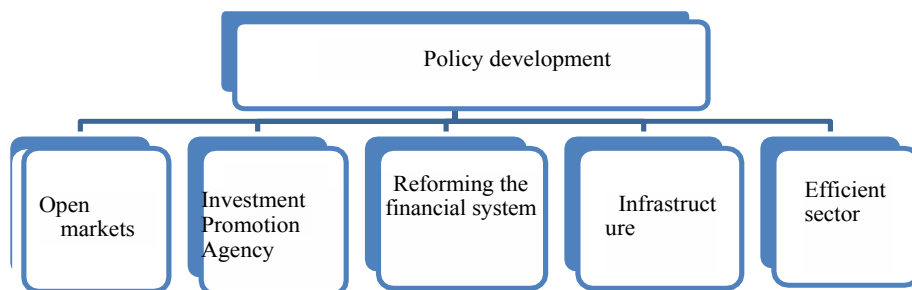 Policy development
Open
markets
Investment
Promotion
Agency
Reforming the
financial system
Infrastruct
ure
Efficient
sector